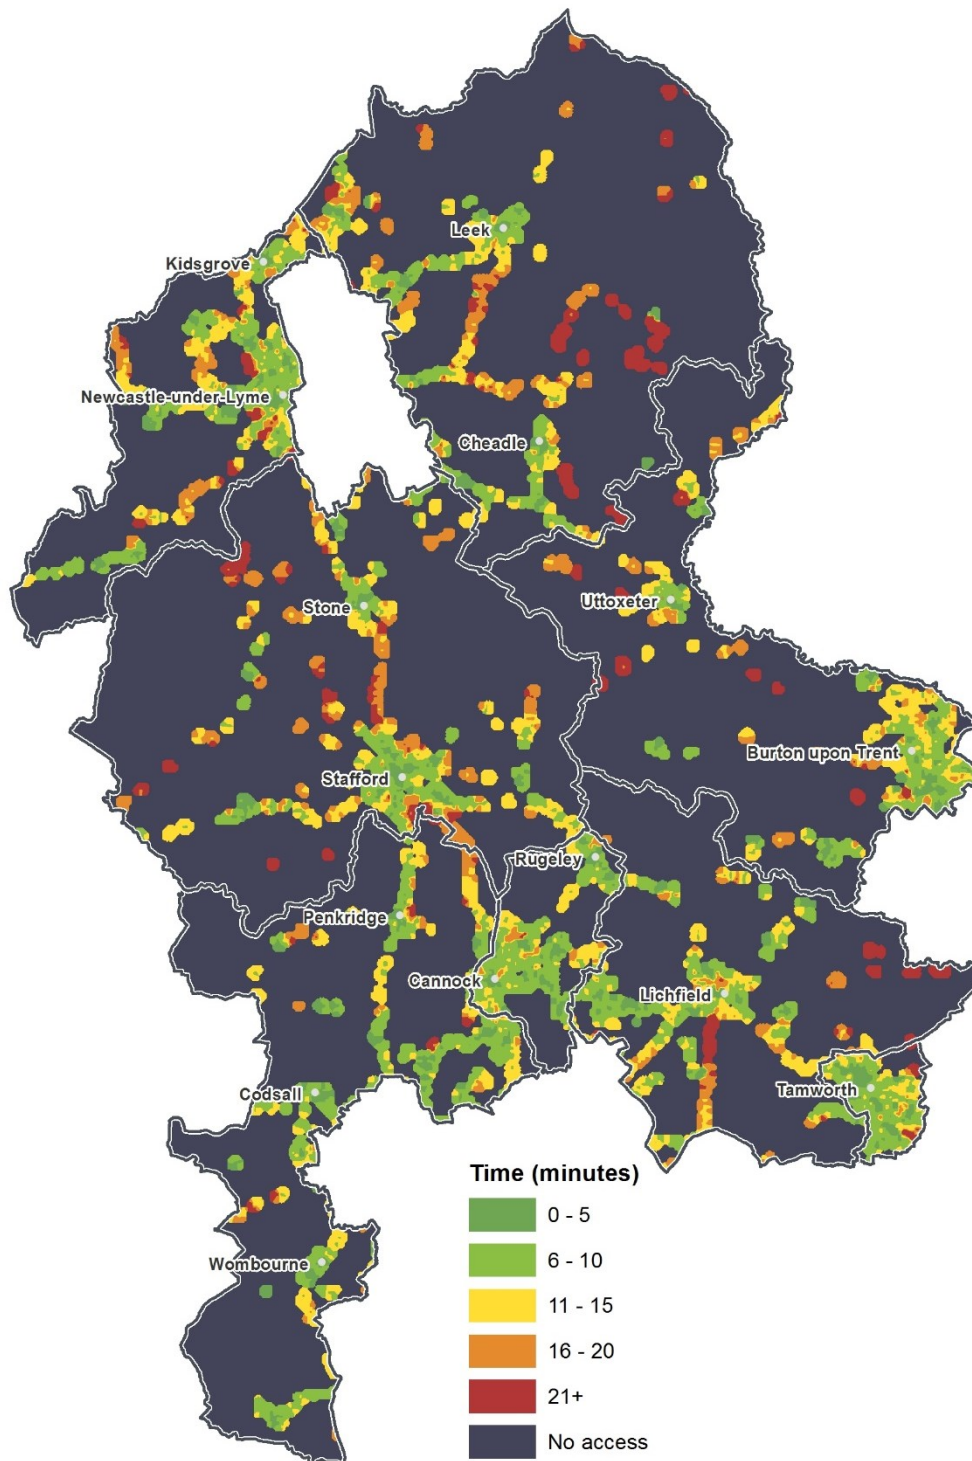 Leek
Kidsgrove
Newcastle-under-Lyme
Cheadle
Stone
Uttoxeter
Burton upon Trent
Stafford
Rugeley
Penkridge
Cannock
Lichfield
Codsall
Tamworth
Wombourne
Time (minutes)
0 - 5
6 - 10
11 - 15
16 - 20
21+
No access